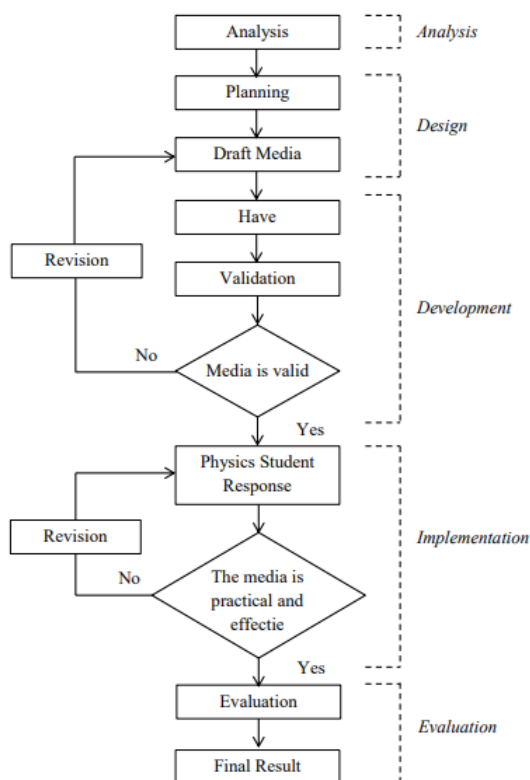 Analysis
Analysis
Planning
Design
Draft Media
Have
Revision
Validation
Development
No
Media is valid
Yes
Physics Student
Response
Revision
Implementation
No
The media is
practical and
effectie
Yes
Evaluation
Evaluation
Final Result